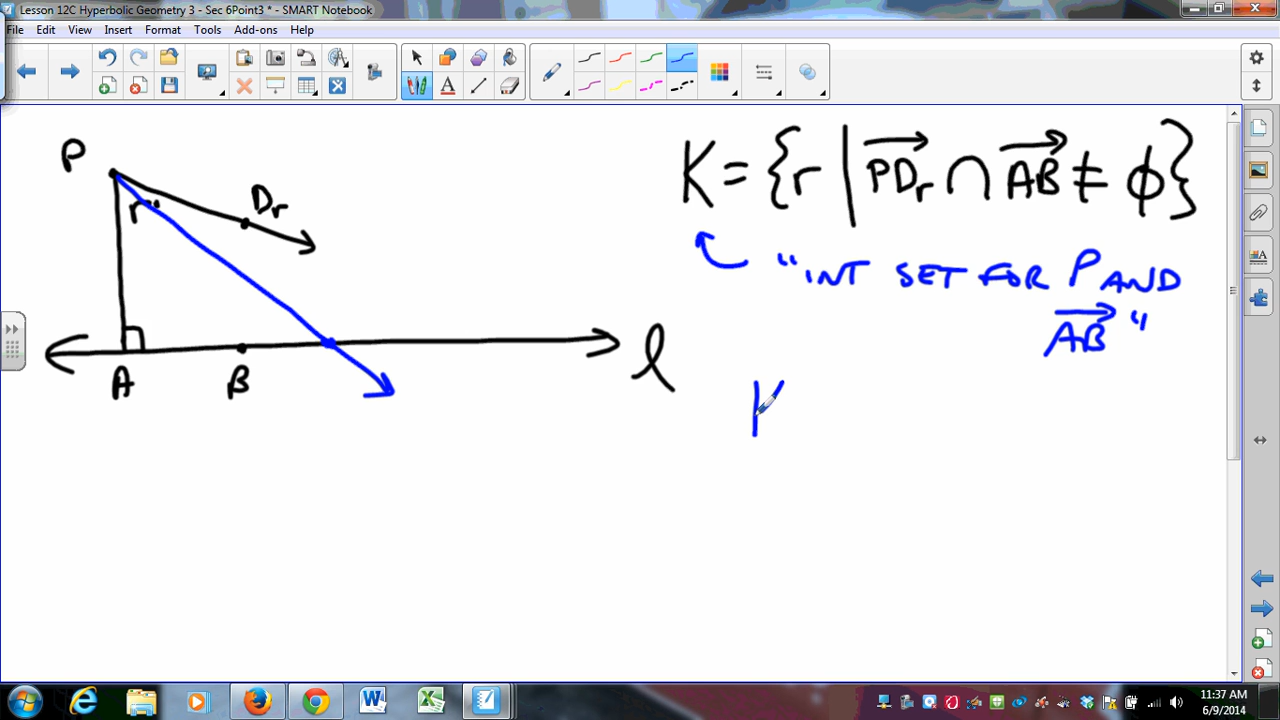 Lesson 12C Hyperbolic Geometry 3 - Sec 6Point3 * - SMART Notebook
File Edit View Insert Format Tools Add-ons Help
P
r°
Dr
A
B
l
K = {r | PDr ∩ AB ≠ ϕ}
"INT SET FOR P AND
AB"
K
11:37 AM
6/9/2014